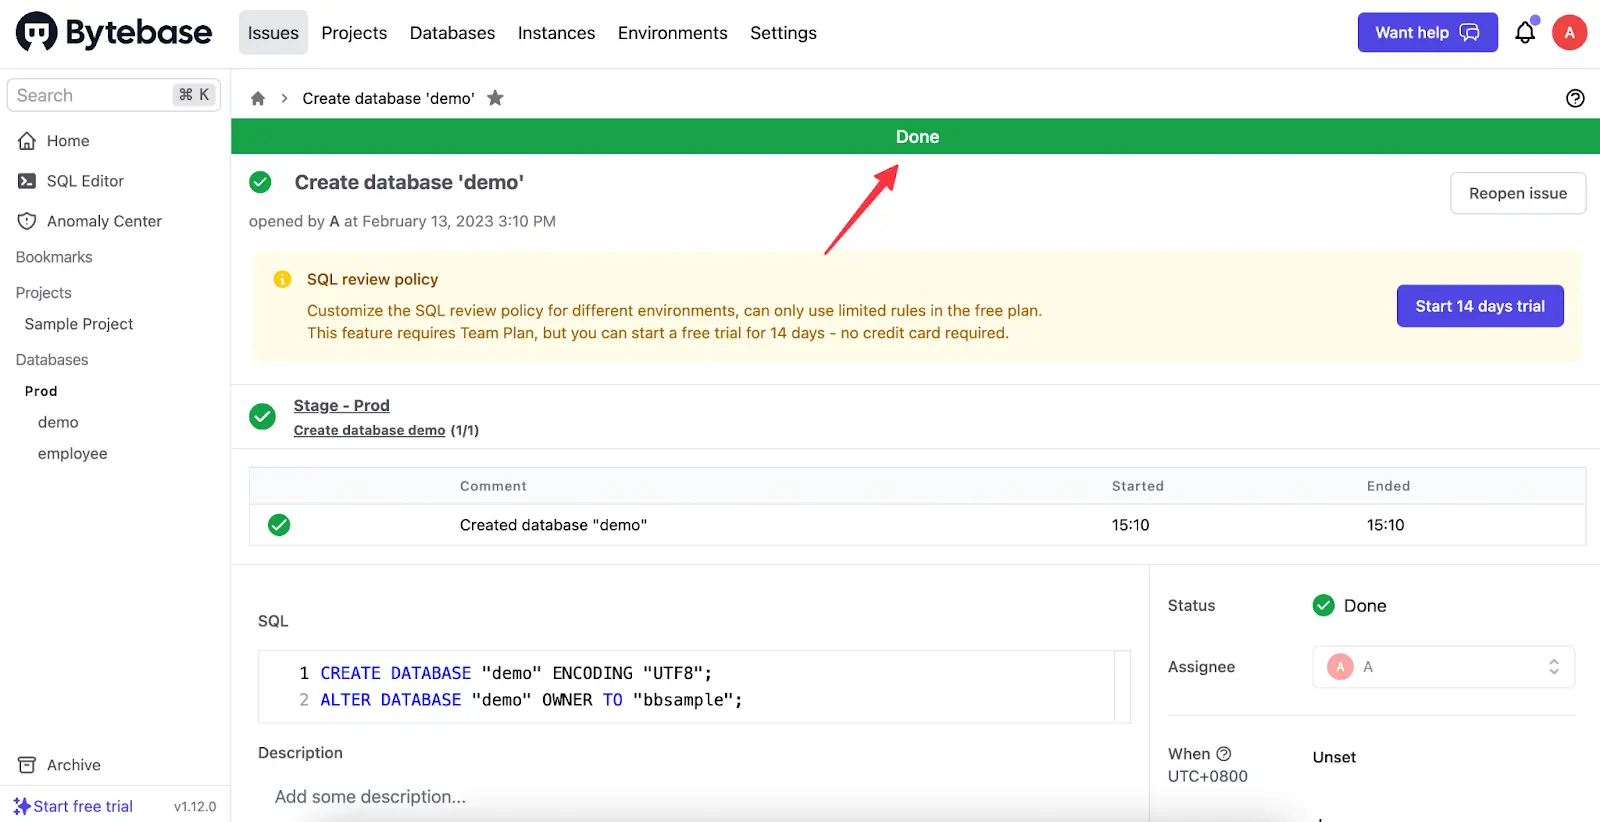 Bytebase
Issues Projects Databases Instances Environments Settings
Want help
A
Search ⌘ K
Home
SQL Editor
Anomaly Center
Bookmarks
Projects
Sample Project
Databases
Prod
demo
employee
Archive
Start free trial v1.12.0
Create database 'demo'
Done
Create database 'demo'
Reopen issue
opened by A at February 13, 2023 3:10 PM
SQL review policy
Customize the SQL review policy for different environments, can only use limited rules in the free plan.
This feature requires Team Plan, but you can start a free trial for 14 days - no credit card required.
Start 14 days trial
Stage - Prod
Create database demo (1/1)
Comment Started Ended
Created database "demo" 15:10 15:10
SQL
1 CREATE DATABASE "demo" ENCODING "UTF8";
2 ALTER DATABASE "demo" OWNER TO "bbsample";
Description
Add some description...
Status Done
Assignee A A
When Unset
UTC+0800